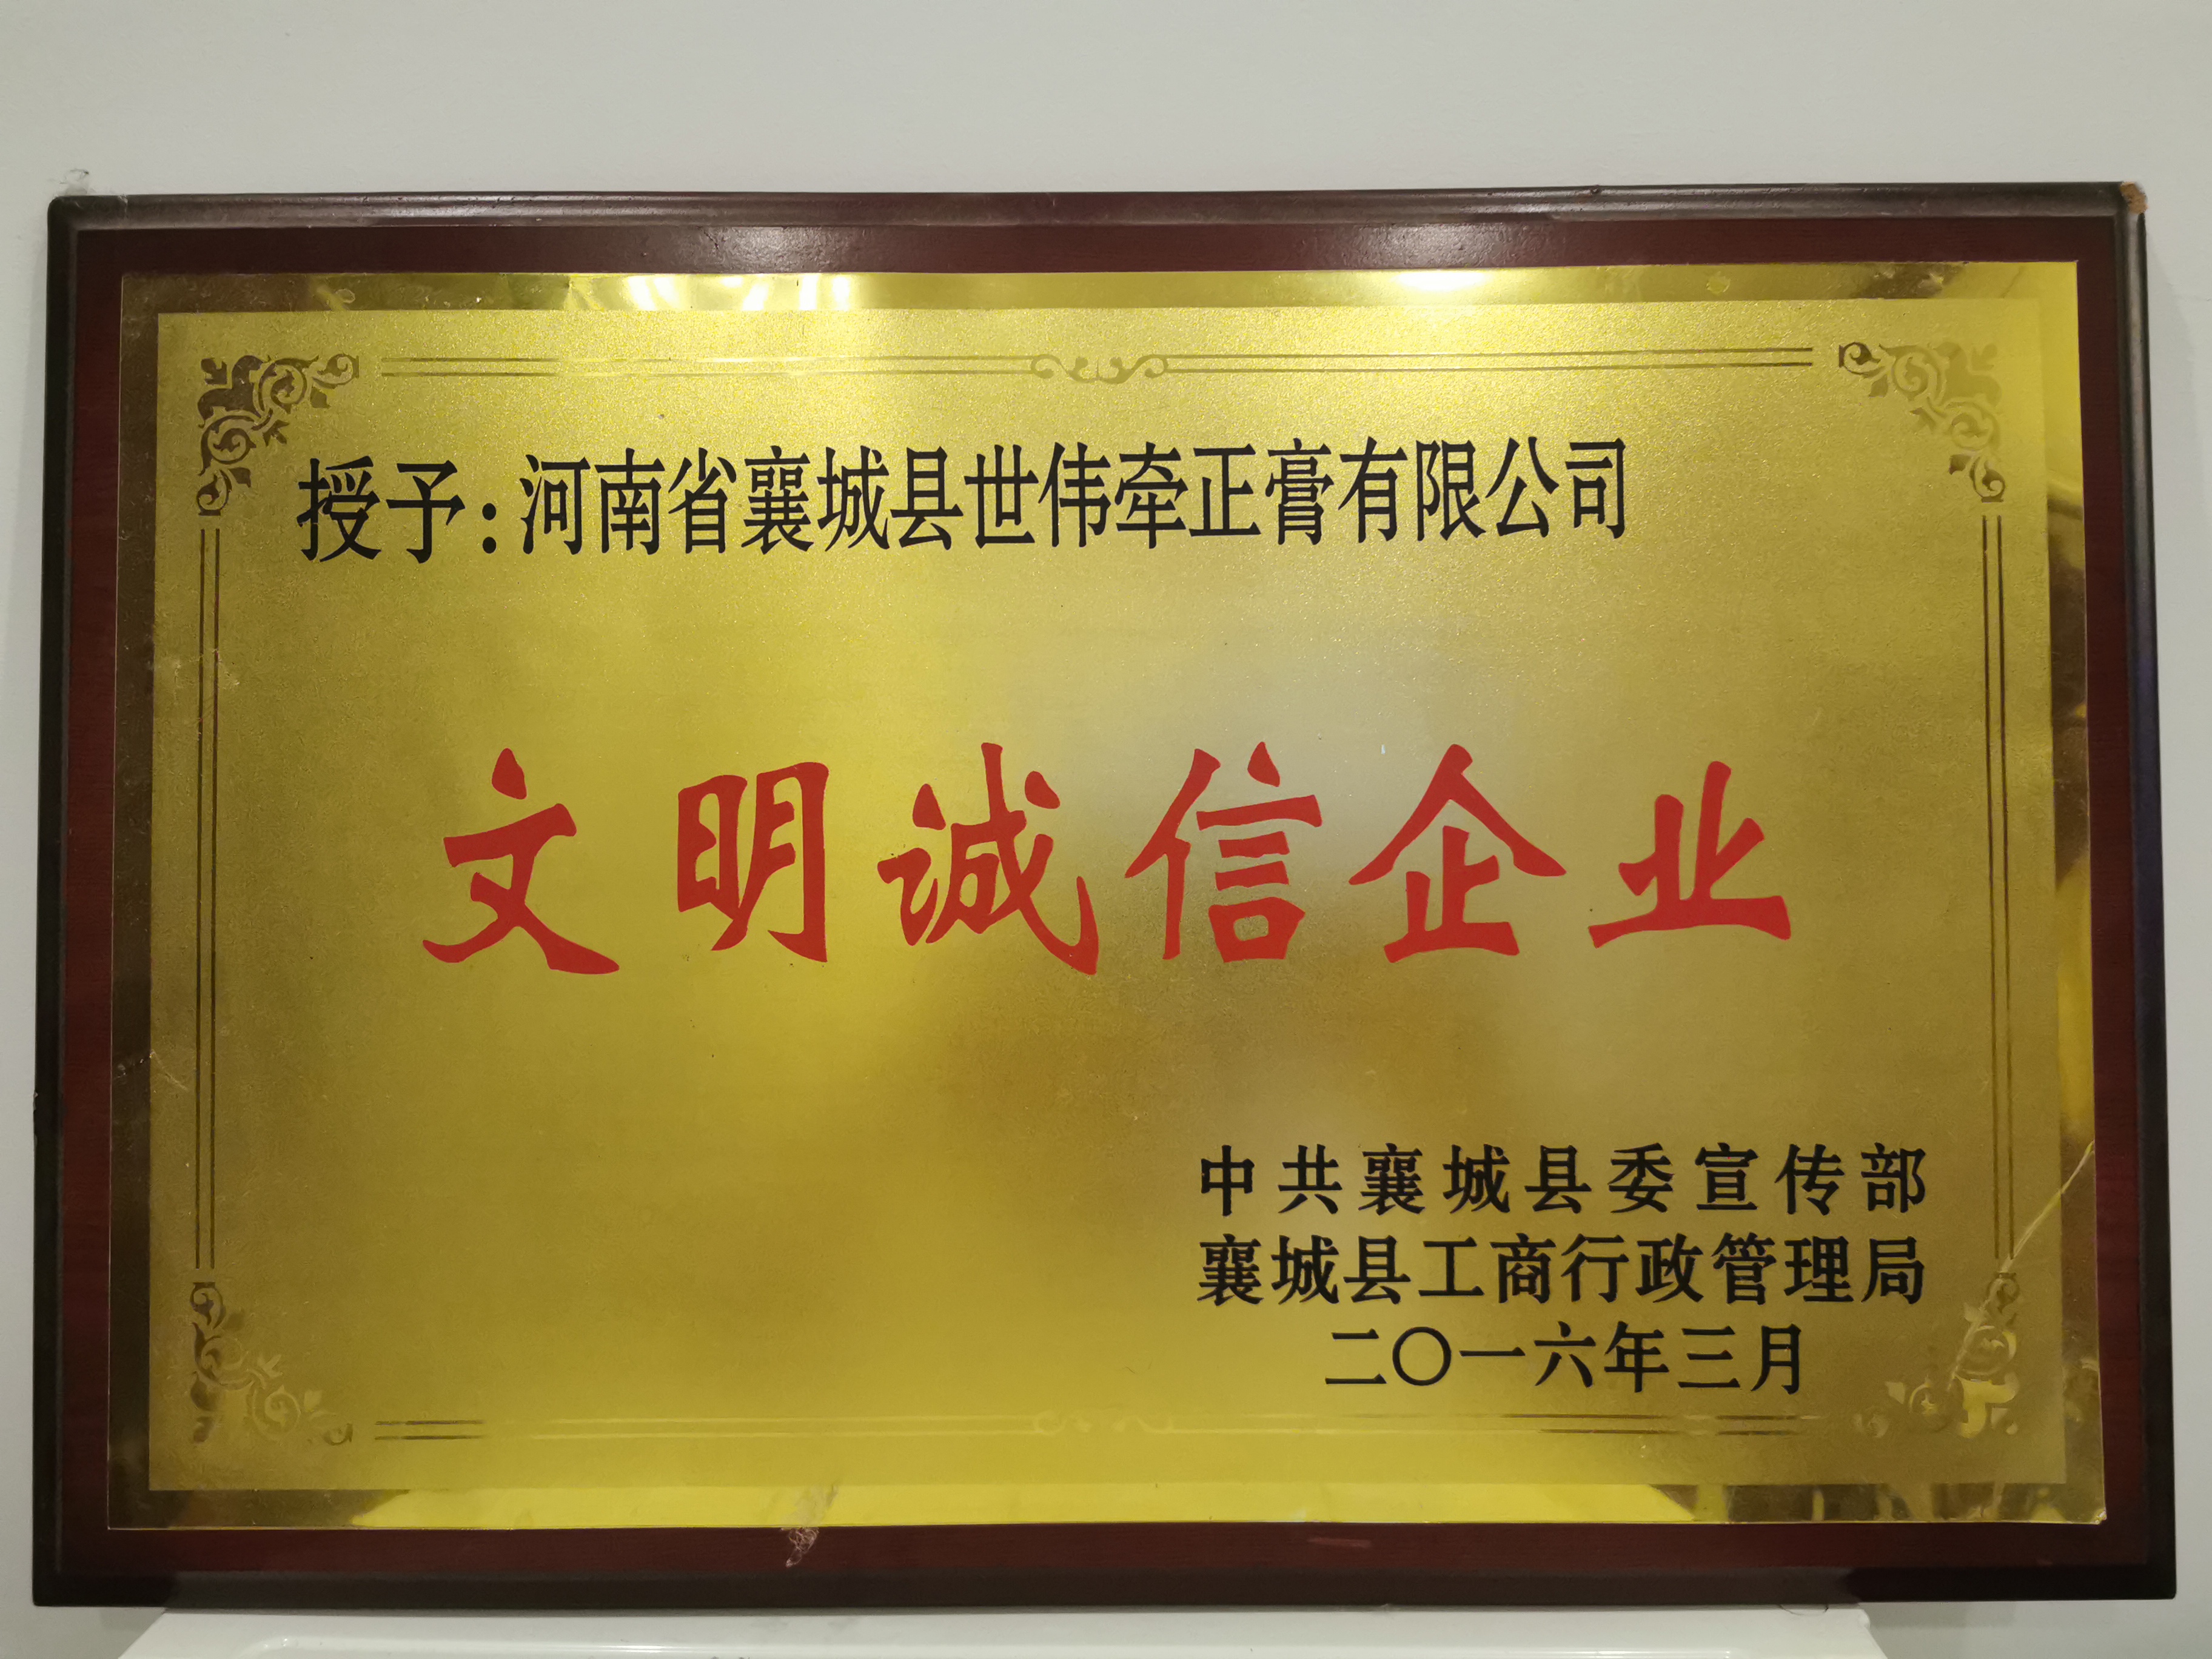 授予:河南省襄城县世伟牵正膏有限公司
文明诚信企业
中共襄城县委宣传部
襄城县工商行政管理局
二〇一六年三月